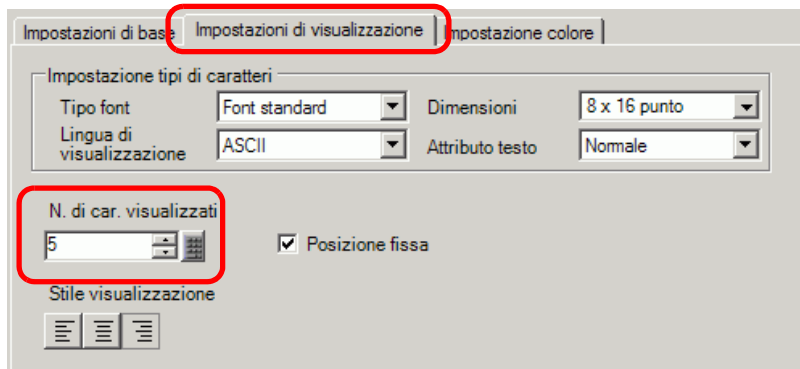 Impostazioni di base Impostazioni di visualizzazione Impostazione colore
Impostazione tipi di caratteri
Tipo font Font standard Dimensioni 8 x 16 punto
Lingua di visualizzazione ASCII Attributo testo Normale
N. di car. visualizzati
5 Posizione fissa
Stile visualizzazione